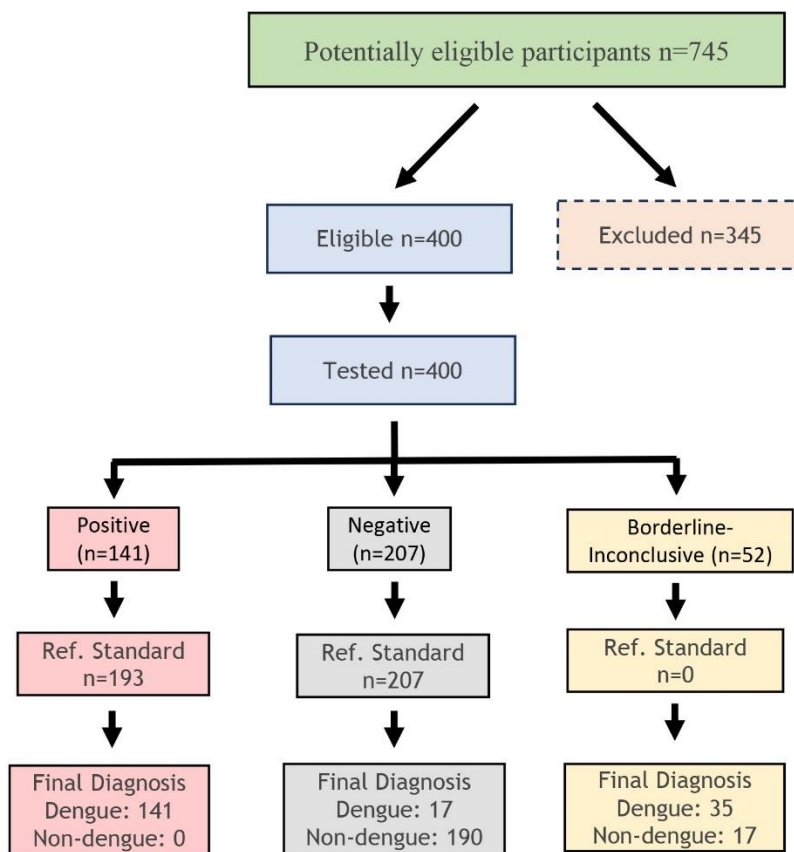 Potentially eligible participants n=745
Eligible n=400
Excluded n=345
Tested n=400
Positive
(n=141)
Negative
(n=207)
Borderline-
Inconclusive (n=52)
Ref. Standard
n=193
Ref. Standard
n=207
Ref. Standard
n=0
Final Diagnosis
Dengue: 141
Non-dengue: 0
Final Diagnosis
Dengue: 17
Non-dengue: 190
Final Diagnosis
Dengue: 35
Non-dengue: 17